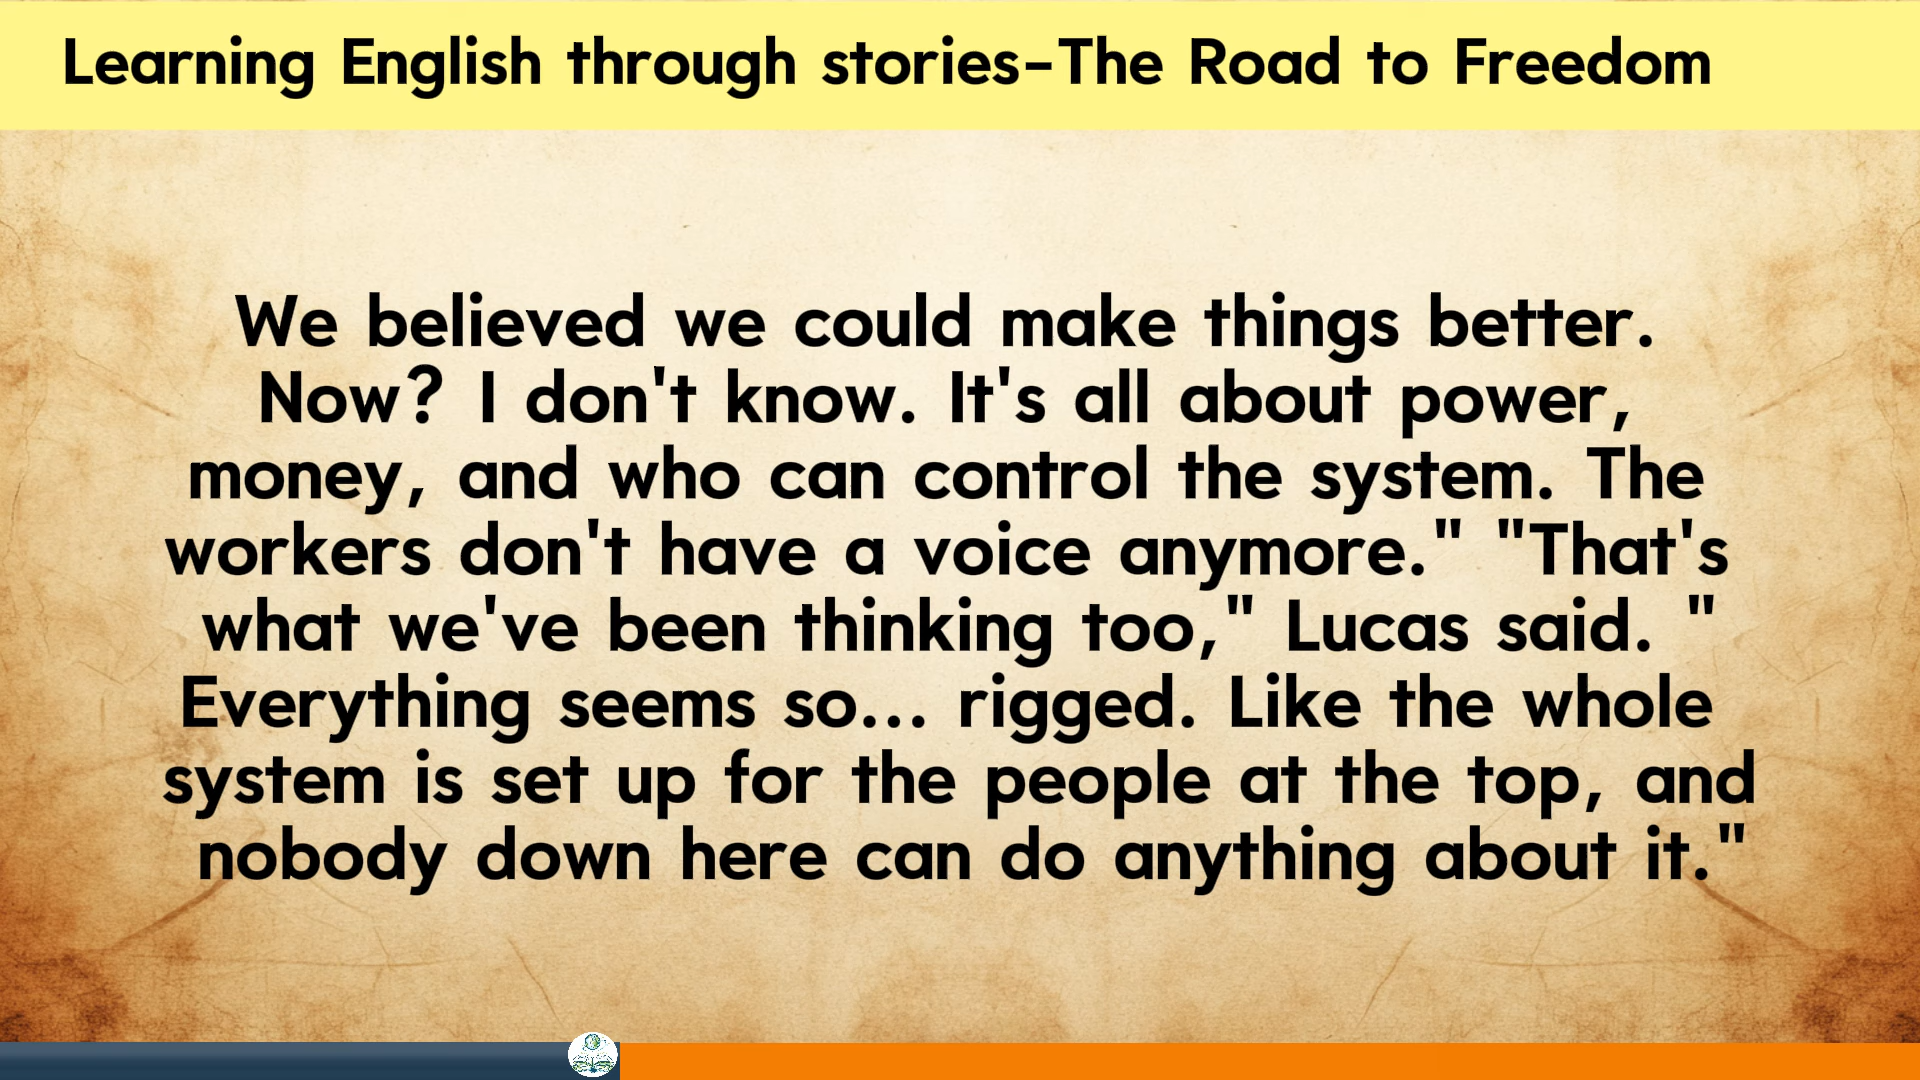 Learning English through stories-The Road to Freedom
We believed we could make things better.
Now? I don't know. It's all about power,
money, and who can control the system. The
workers don't have a voice anymore." "That's
what we've been thinking too," Lucas said. "
Everything seems so... rigged. Like the whole
system is set up for the people at the top, and
nobody down here can do anything about it."